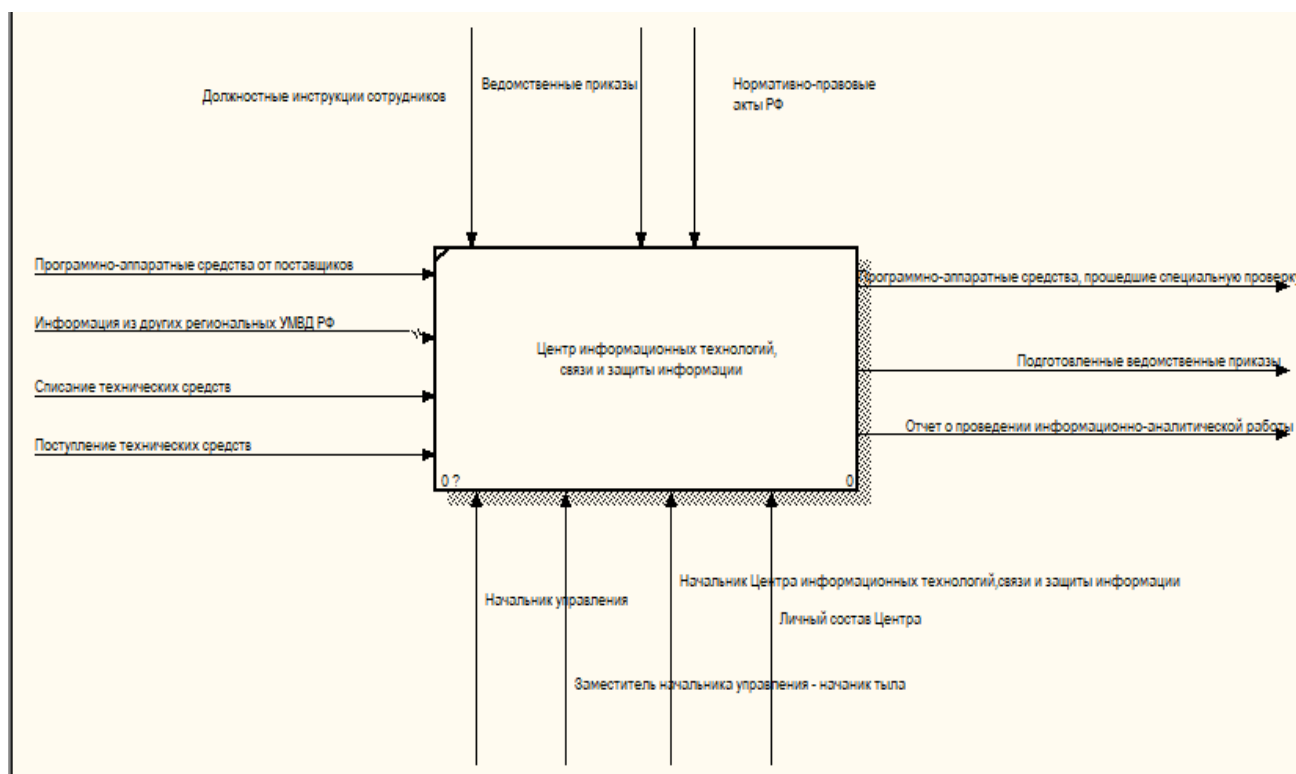 Должностные инструкции сотрудников
Ведомственные приказы
Нормативно-правовые
акты РФ
Программно-аппаратные средства от поставщиков
Информация из других региональных УМВД РФ
Списание технических средств
Поступление технических средств
Центр информационных технологий,
связи и защиты информации
0 ?
0
Программно-аппаратные средства, прошедшие специальную проверку
Подготовленные ведомственные приказы
Отчет о проведении информационно-аналитической работы
Начальник управления
Начальник Центра информационных технологий,связи и защиты информации
Личный состав Центра
Заместитель начальника управления - начаник тыла